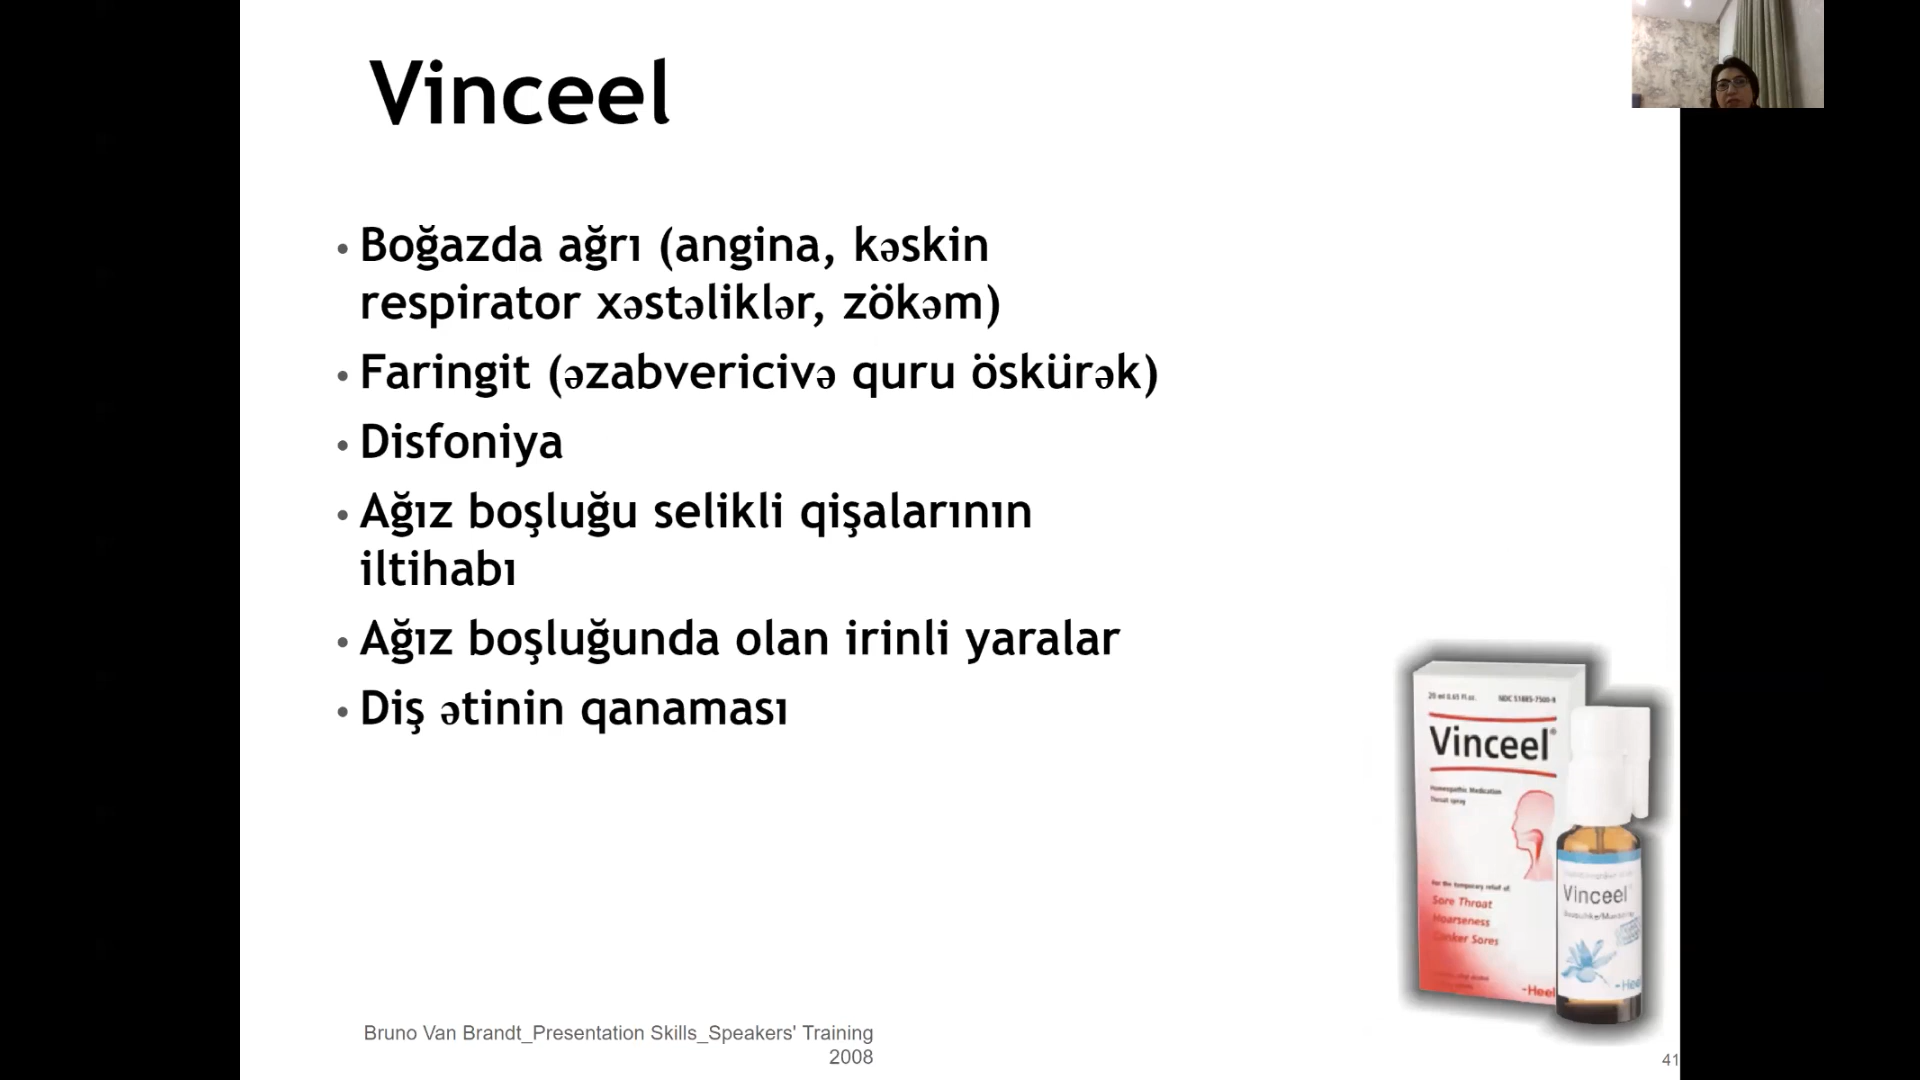 Vinceel
• Boğazda ağrı (angina, kəskin
respirator xəstəliklər, zökəm)
• Faringit (əzabvericivə quru öskürək)
• Disfoniya
• Ağız boşluğu selikli qişalarının
iltihabı
• Ağız boşluğunda olan irinli yaralar
• Diş ətinin qanaması
20 ml 0.65 Fl.oz. NDC 51885-7500-9
Vinceel®
Homeopathic Medication
Throat spray
For the temporary relief of:
Sore Throat
Hoarseness
Canker Sores
-Heel
Vinceel
-Heel
Bruno Van Brandt_Presentation Skills_Speakers' Training
2008
41